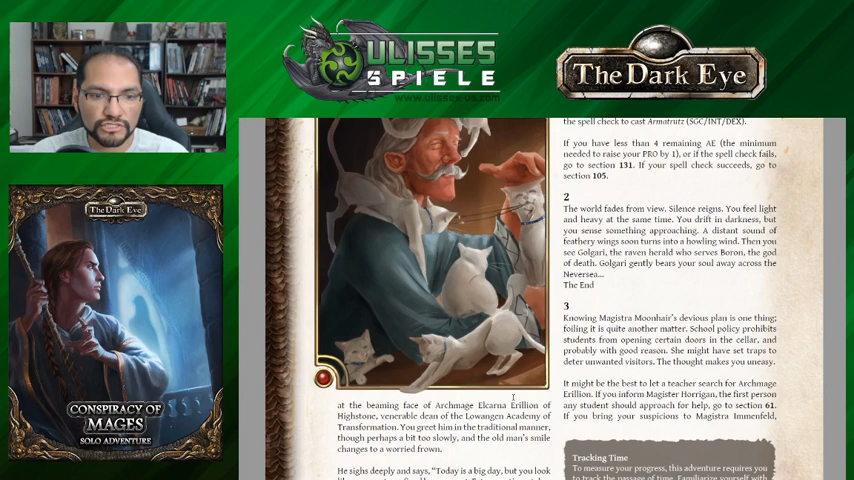 ULISSES
SPIELE
www.ulisses-us.com
The Dark Eye
The Dark Eye
CONSPIRACY OF
MAGES
SOLO ADVENTURE
at the beaming face of Archmage Elcarna Erillion of
Highstone, venerable dean of the Lowangen Academy of
Transformation. You greet him in the traditional manner,
though perhaps a bit too slowly, and the old man's smile
changes to a worried frown.
He sighs deeply and says, "Today is a big day, but you look
the spell check to cast Armatrutz (SGC/INT/DEX).
If you have less than 4 remaining AE (the minimum
needed to raise your PRO by 1), or if the spell check fails,
go to section 131. If your spell check succeeds, go to
section 105.
2
The world fades from view. Silence reigns. You feel light
and heavy at the same time. You drift in darkness, but
you sense something approaching. A distant sound of
feathery wings soon turns into a howling wind. Then you
see Golgari, the raven herald who serves Boron, the god
of death. Golgari gently bears your soul away across the
Neversea...
The End
3
Knowing Magistra Moonhair's devious plan is one thing;
foiling it is quite another matter. School policy prohibits
students from opening certain doors in the cellar, and
probably with good reason. She might have set traps to
deter unwanted visitors. The thought makes you uneasy.
It might be the best to let a teacher search for Archmage
Erillion. If you inform Magister Horrigan, the first person
any student should approach for help, go to section 61.
If you bring your suspicions to Magistra Immenfeld,
Tracking Time
To measure your progress, this adventure requires you
to track the passage of time. Familiarize yourself with